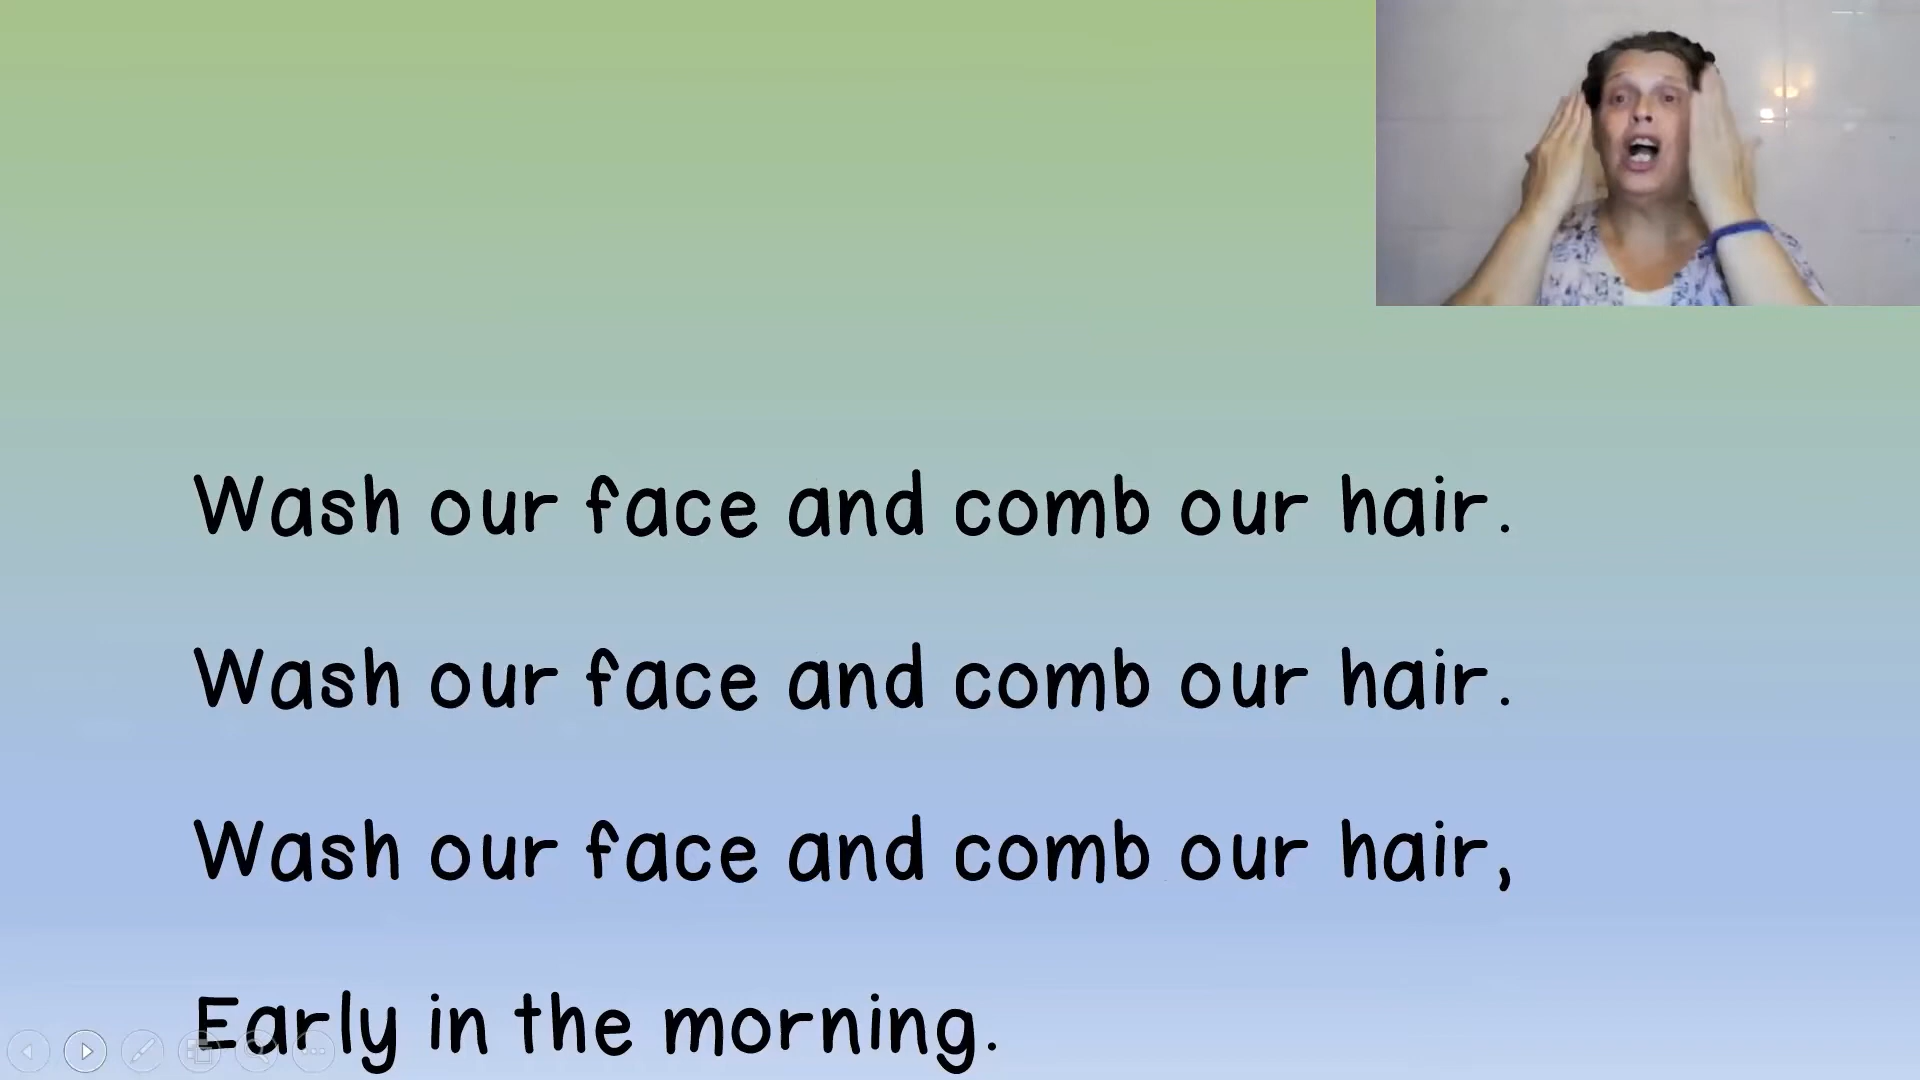 Wash our face and comb our hair.
Wash our face and comb our hair.
Wash our face and comb our hair,
Early in the morning.